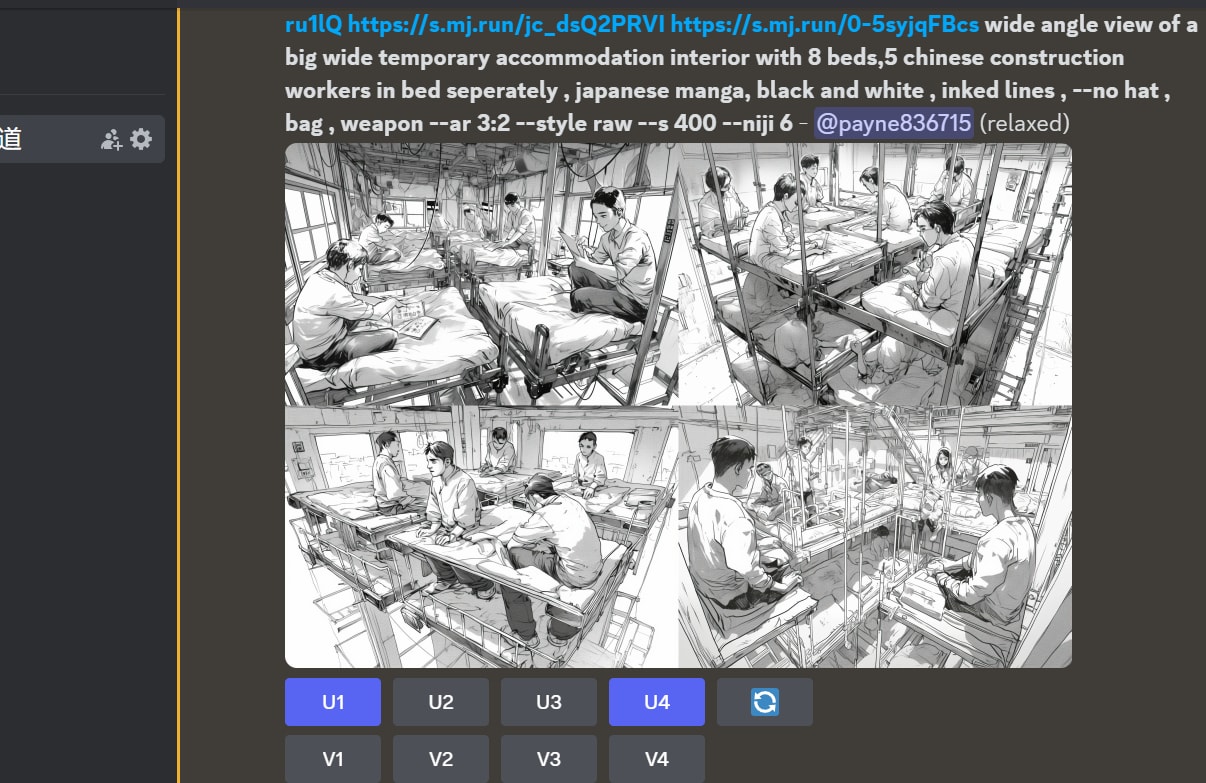 ru1lQ https://s.mj.run/jc_dsQ2PRVI https://s.mj.run/0-5syjqFBcs wide angle view of a
big wide temporary accommodation interior with 8 beds,5 chinese construction
workers in bed seperately , japanese manga, black and white , inked lines , --no hat ,
道
bag , weapon --ar 3:2 --style raw --s 400 --niji 6 - @payne836715 (relaxed)
U1
U2
U3
U4
V1
V2
V3
V4